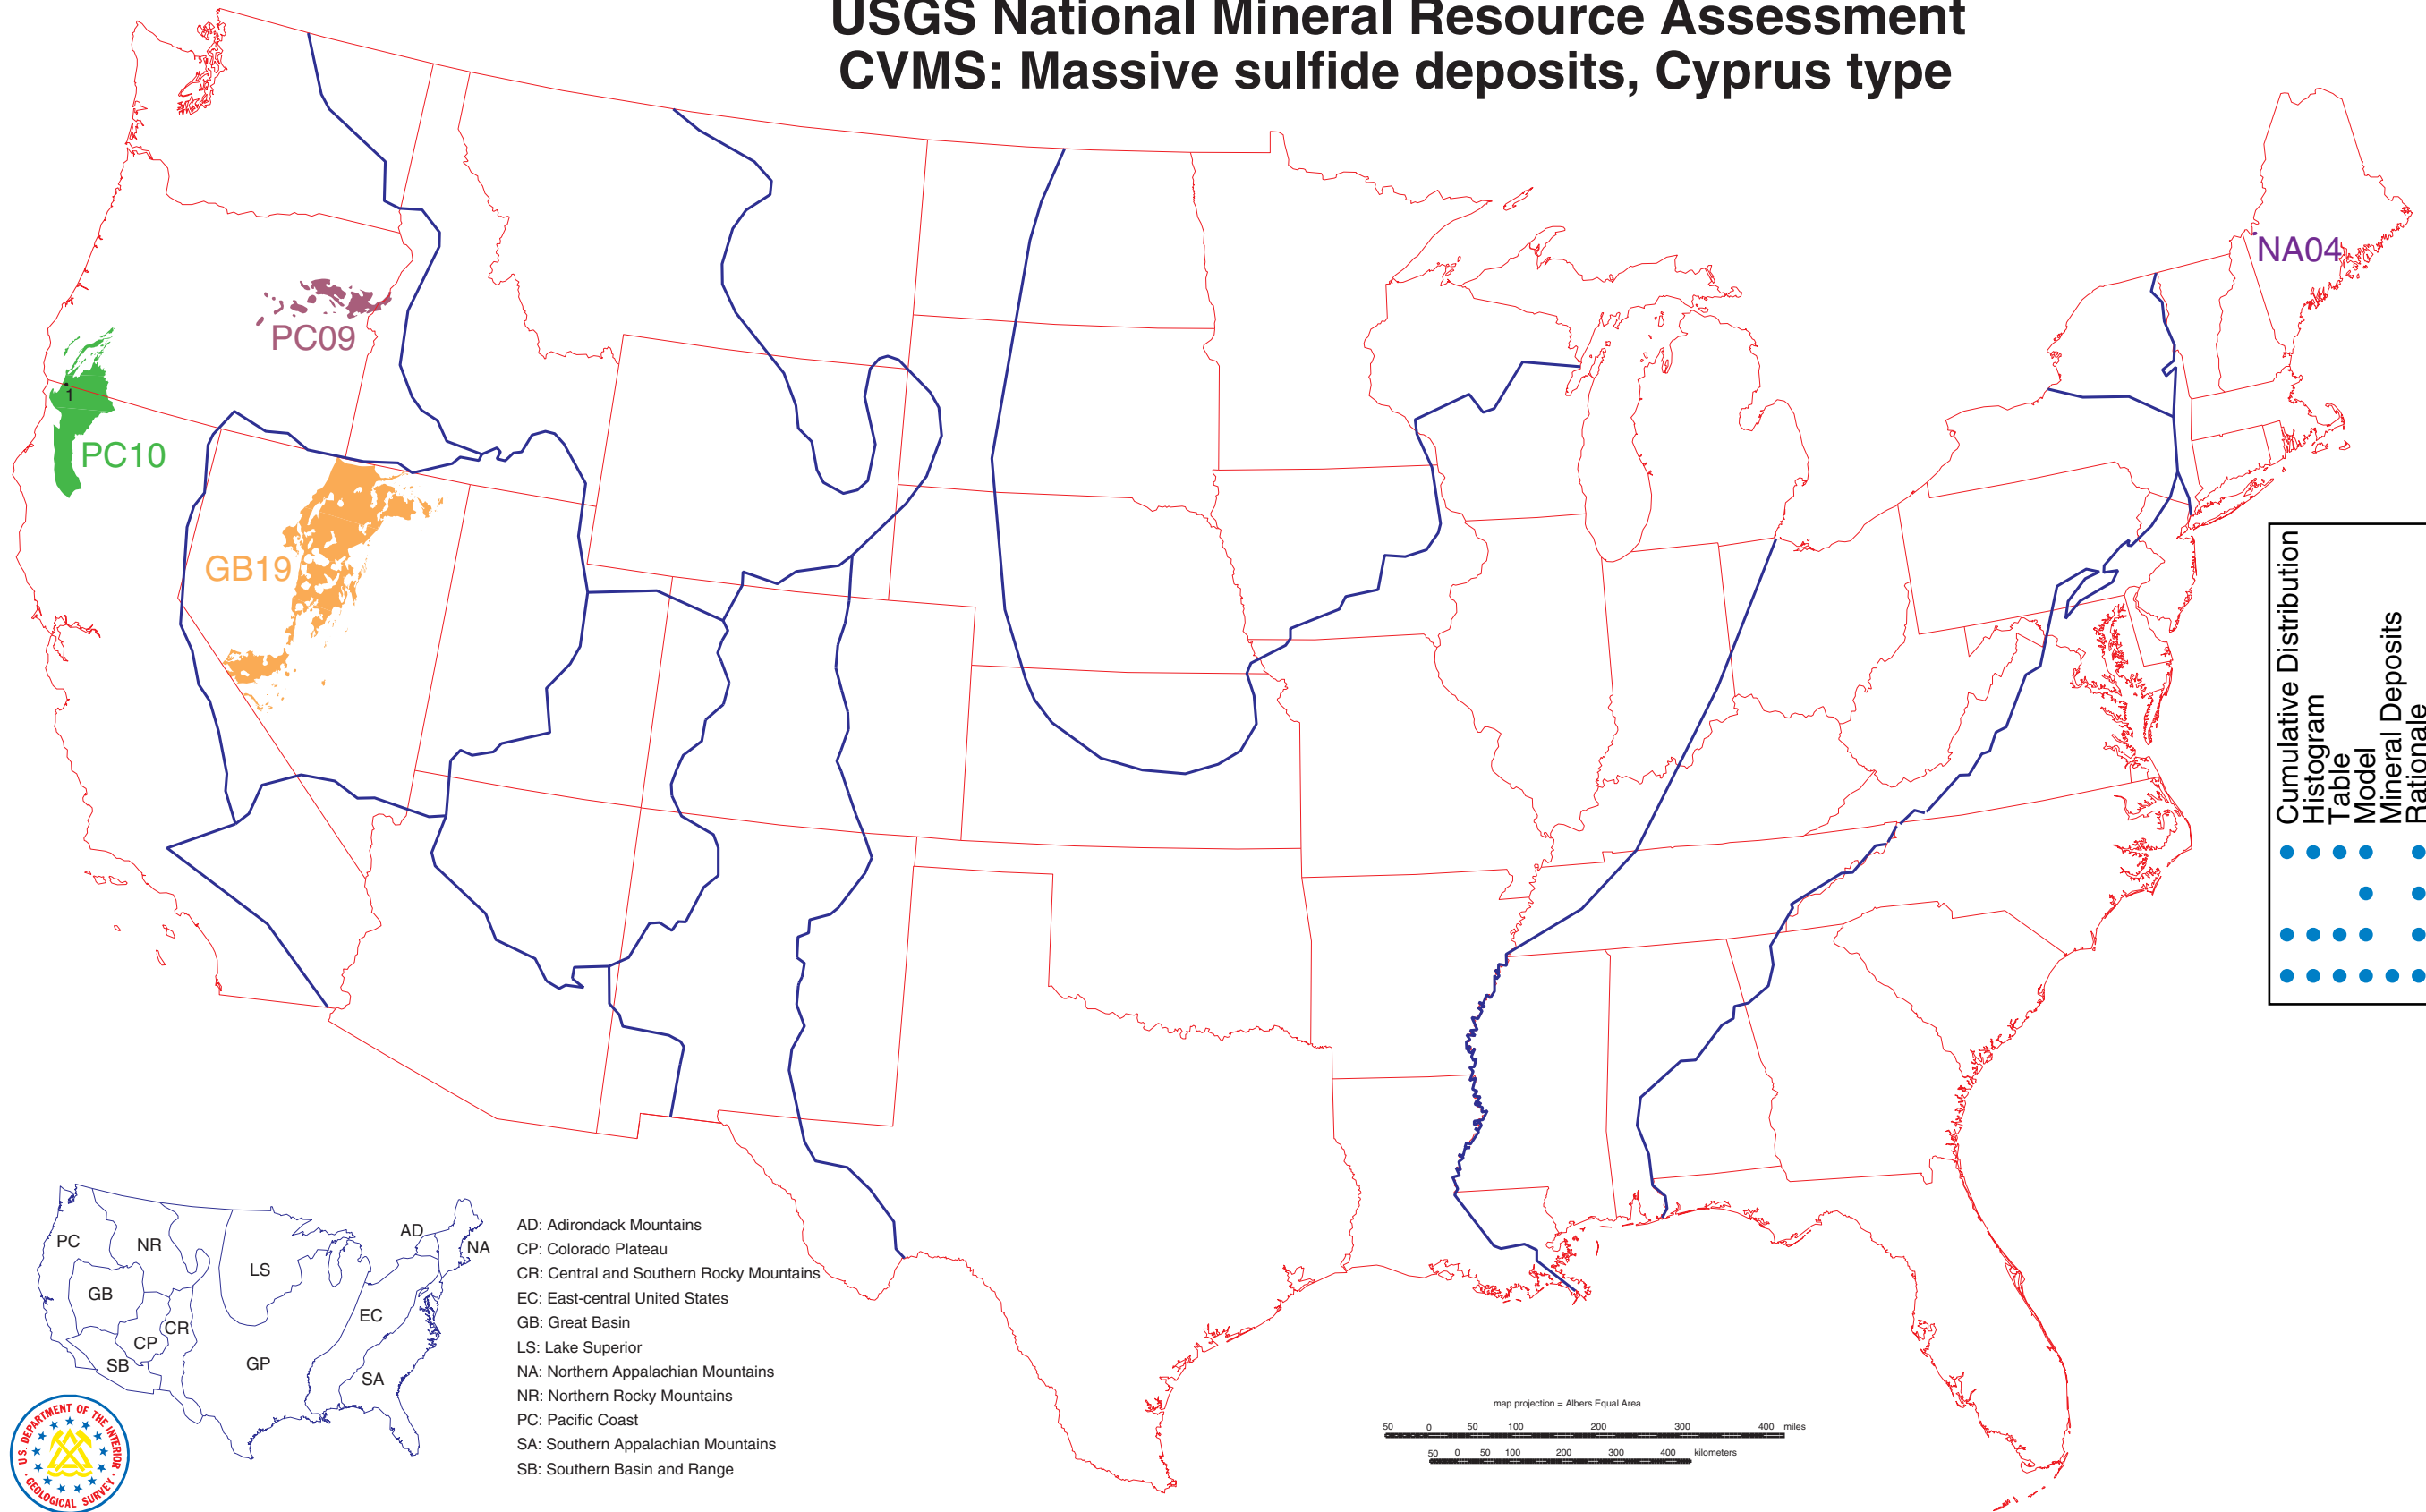 USGS National Mineral Resource Assessment
CVMS: Massive sulfide deposits, Cyprus type
NA04
PC09
1
PC10
GB19
Cumulative Distribution
Histogram
Table
Model
Mineral Deposits
Rationale
PC
NR
LS
AD
NA
GB
CR
CP
SB
GP
EC
SA
AD: Adirondack Mountains
CP: Colorado Plateau
CR: Central and Southern Rocky Mountains
EC: East-central United States
GB: Great Basin
LS: Lake Superior
NA: Northern Appalachian Mountains
NR: Northern Rocky Mountains
PC: Pacific Coast
SA: Southern Appalachian Mountains
SB: Southern Basin and Range
map projection = Albers Equal Area
50 0 50 100 200 300 400 miles
50 0 50 100 200 300 400 kilometers
U.S. DEPARTMENT OF THE INTERIOR
GEOLOGICAL SURVEY